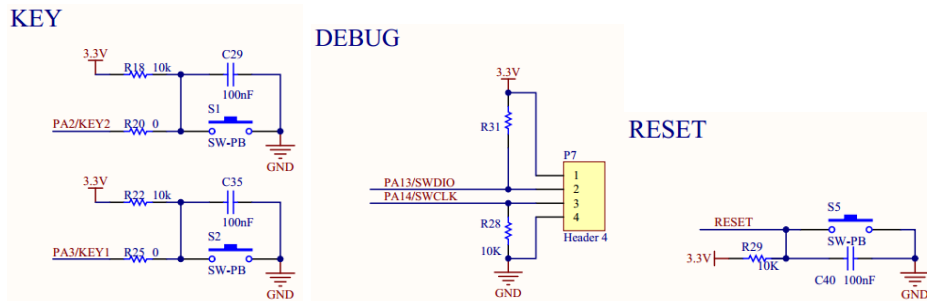 KEY
3.3V
R18 10k
C29
100nF
S1
PA2/KEY2
R20 0
SW-PB
GND
3.3V
R22 10k
C35
100nF
S2
PA3/KEY1
R25 0
SW-PB
GND
DEBUG
3.3V
R31
P7
1
PA13/SWDIO
2
PA14/SWCLK
3
4
R28
10K
Header 4
GND
RESET
S5
RESET
SW-PB
R29
3.3V
10K
C40 100nF
GND